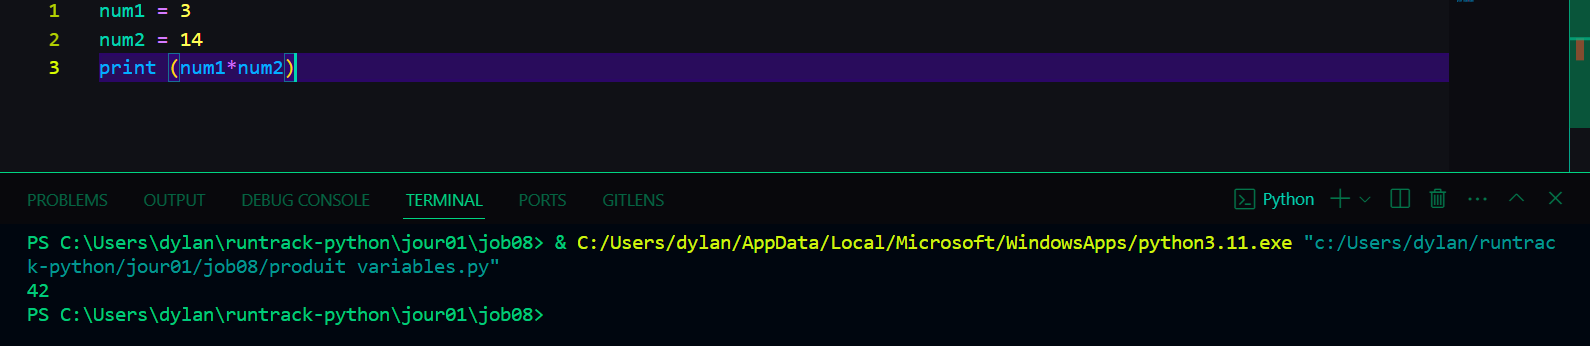 1 num1 = 3
2 num2 = 14
3 print (num1*num2)
PROBLEMS OUTPUT DEBUG CONSOLE TERMINAL PORTS GITLENS Python
PS C:\Users\dylan\runtrack-python\jour01\job08> & C:/Users/dylan/AppData/Local/Microsoft/WindowsApps/python3.11.exe "c:/Users/dylan/runtrac
k-python/jour01/job08/produit variables.py"
42
PS C:\Users\dylan\runtrack-python\jour01\job08>